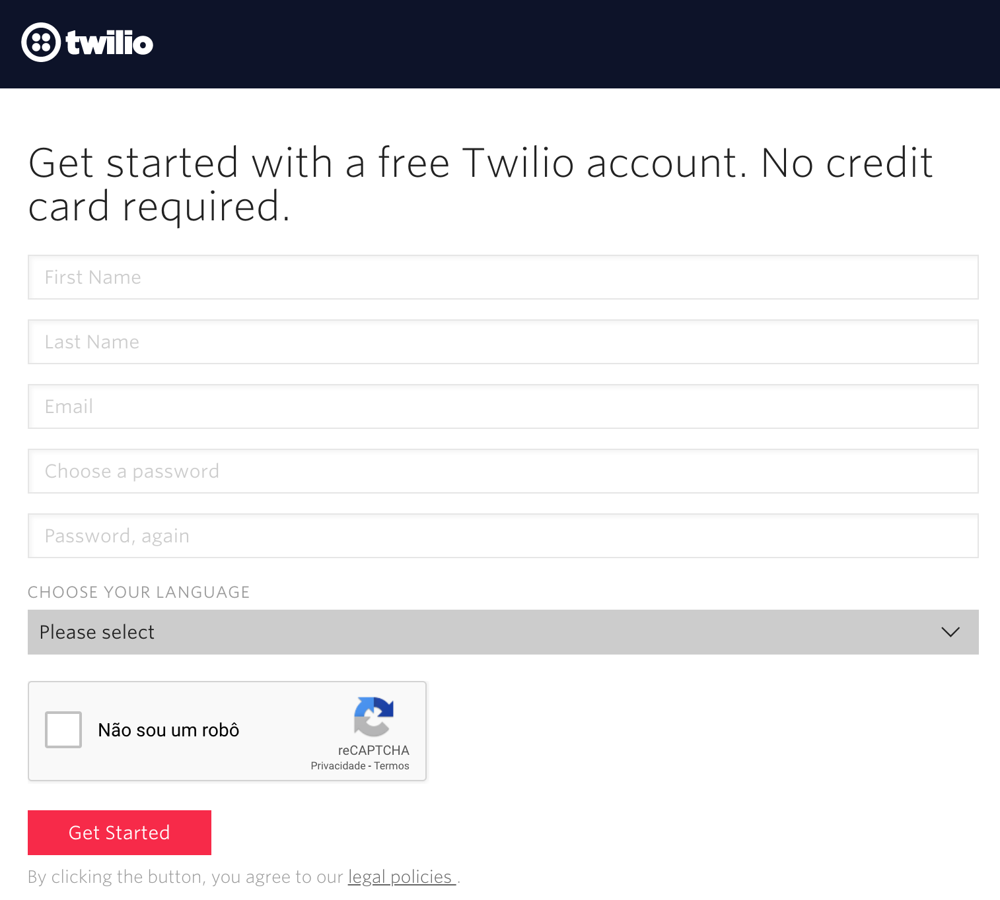 twilio
Get started with a free Twilio account. No credit
card required.
First Name
Last Name
Email
Choose a password
Password, again
CHOOSE YOUR LANGUAGE
Please select
Não sou um robô
reCAPTCHA
Privacidade - Termos
Get Started
By clicking the button, you agree to our legal policies .